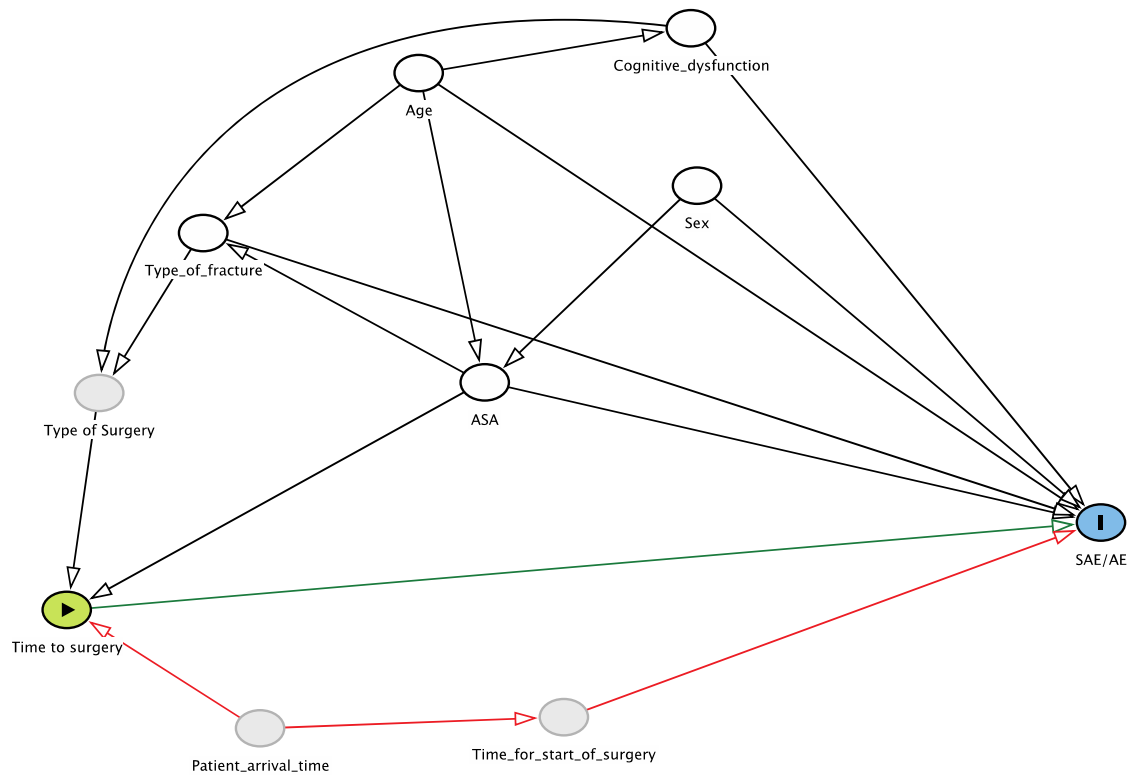 Cognitive_dysfunction
Age
Sex
Type_of_fracture
ASA
Type of Surgery
SAE/AE
Time to surgery
Time_for_start_of_surgery
Patient_arrival_time